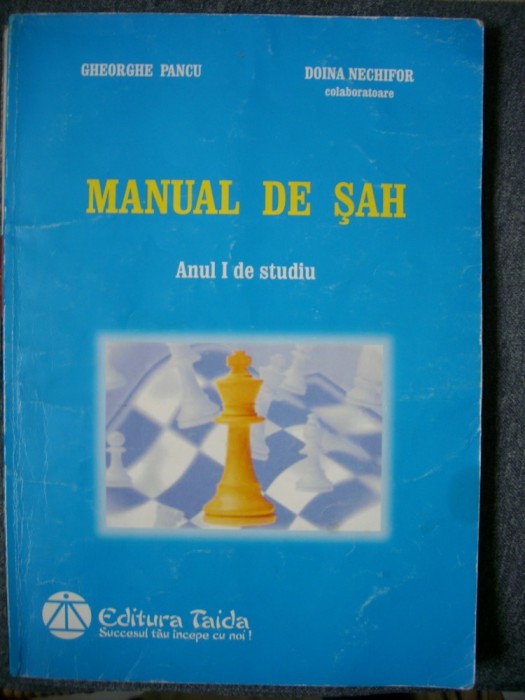 GHEORGHE PANCU
DOINA NECHIFOR
colaboratoare
MANUAL DE ŞAH
Anul I de studiu
Editura Taida
Succesul tău începe cu noi !